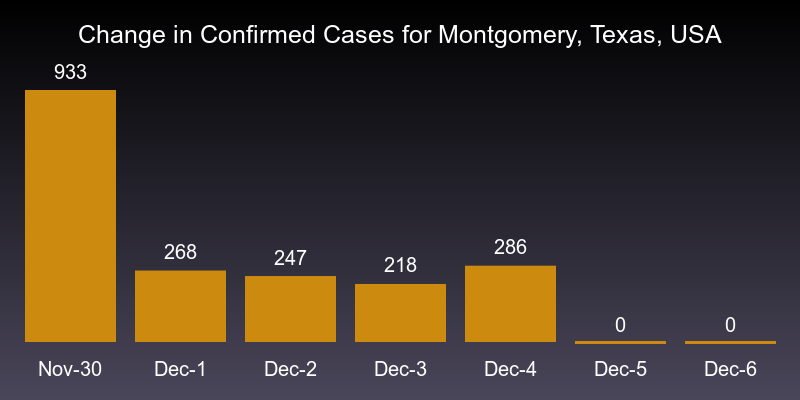 Change in Confirmed Cases for Montgomery, Texas, USA
933
268
247
218
286
0
0
Nov-30
Dec-1
Dec-2
Dec-3
Dec-4
Dec-5
Dec-6